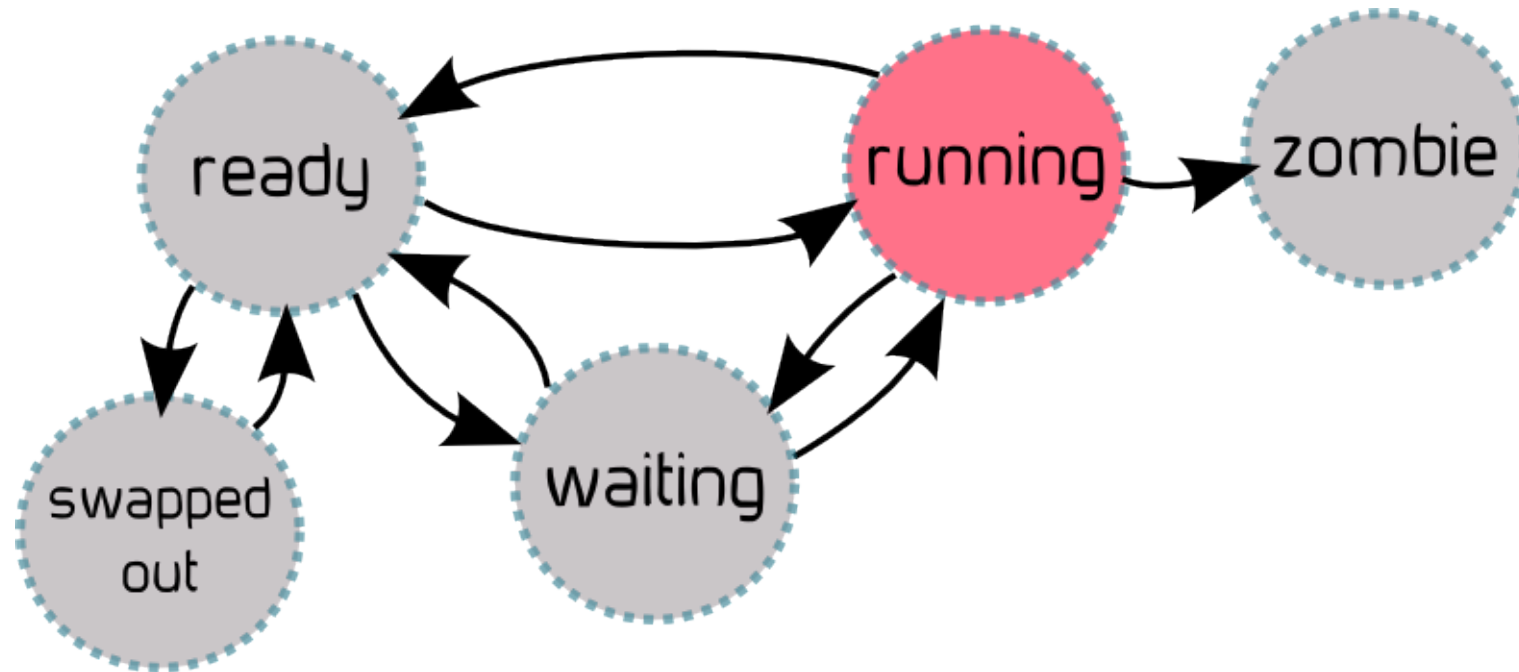 ready
running
zombie
swapped
out
waiting